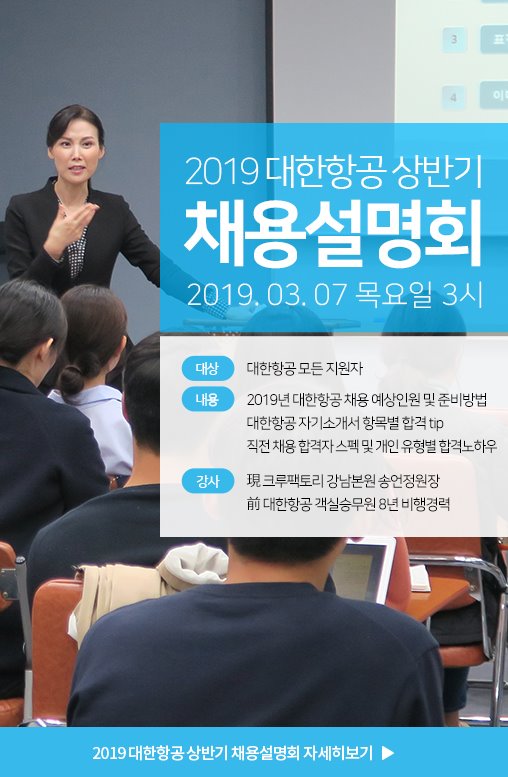 3
표
4
이
2019 대한항공 상반기
채용설명회
2019. 03. 07 목요일 3시
대상 대한항공 모든 지원자
내용 2019년 대한항공 채용 예상인원 및 준비방법
대한항공 자기소개서 항목별 합격 tip
직전 채용 합격자 스펙 및 개인 유형별 합격노하우
강사 現 크루팩토리 강남본원 송언정원장
前 대한항공 객실승무원 8년 비행경력
2019 대한항공 상반기 채용설명회 자세히보기 ▶